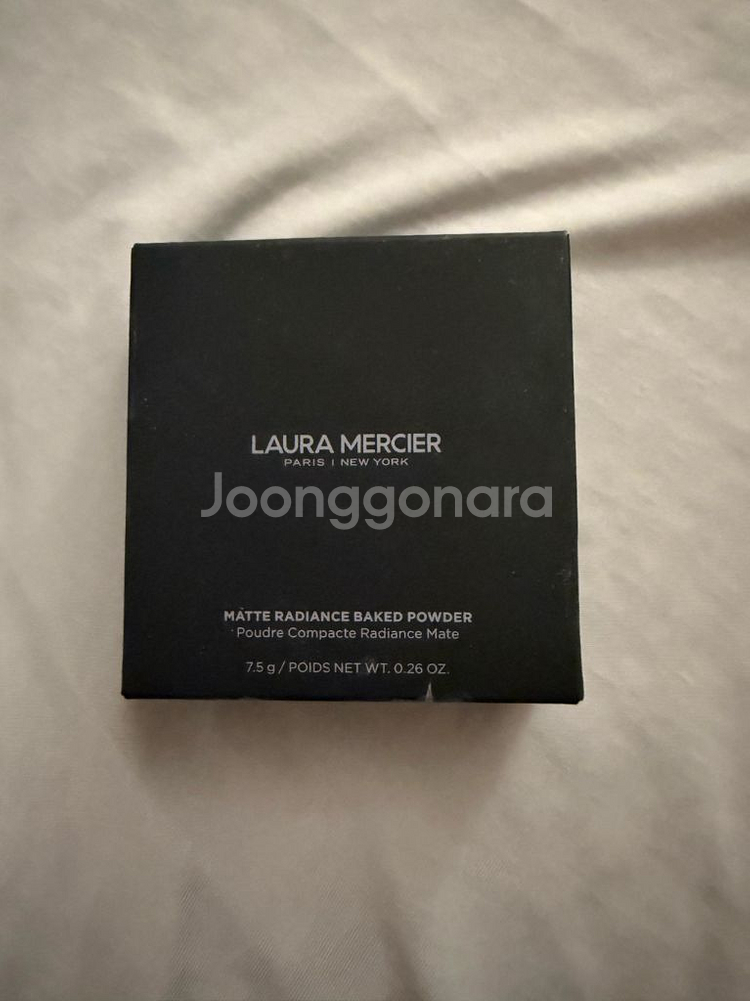 LAURA MERCIER
PARIS | NEW YORK
Joonggonara
MATTE RADIANCE BAKED POWDER
Poudre Compacte Radiance Mate
7.5 g / POIDS NET WT. 0.26 OZ.